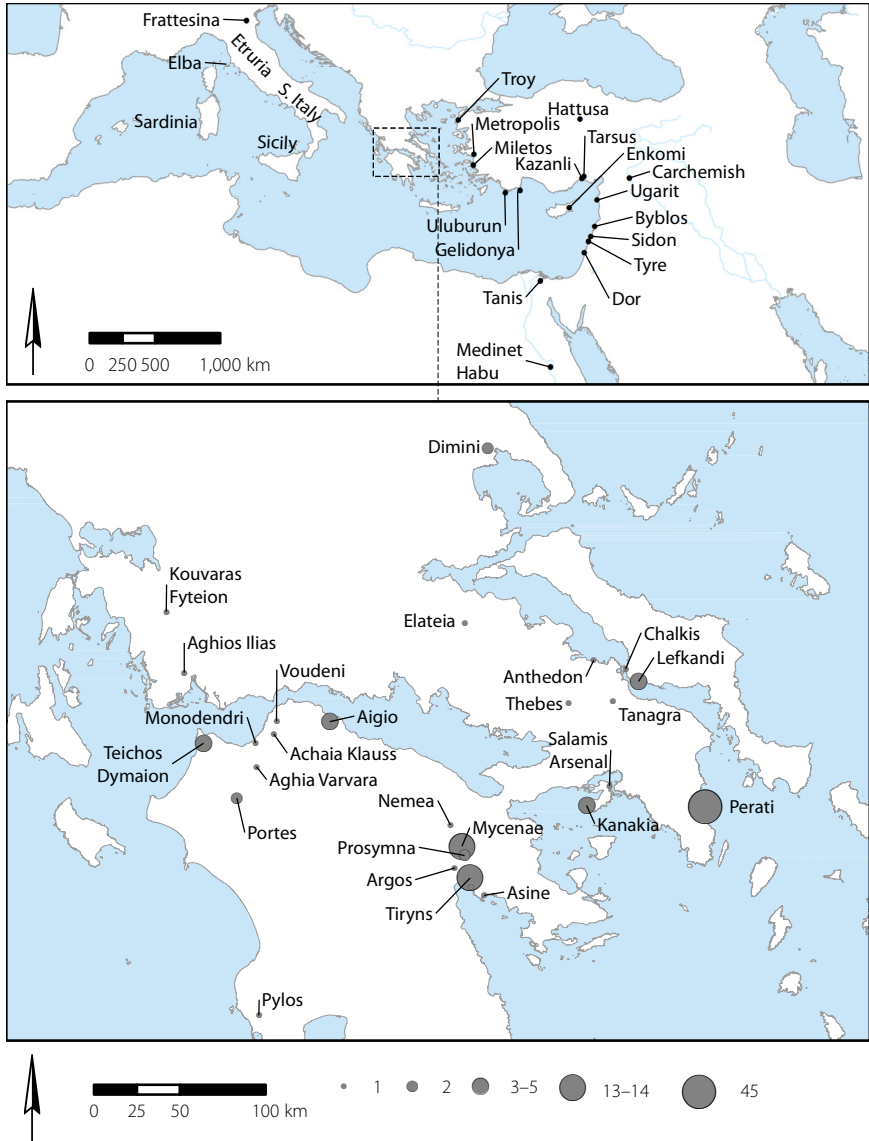 Frattesina
Elba
Etruria
S. Italy
Sardinia
Sicily
Troy
Hattusa
Metropolis
Tarsus
Miletos
Enkomi
Kazanli
Carchemish
Ugarit
Uluburun
Byblos
Gelidonya
Sidon
Tyre
Tanis
Dor
Medinet
Habu
0 250 500 1,000 km
Dimini
Kouvaras
Fyteion
Elateia
Aghios Ilias
Chalkis
Voudeni
Anthedon
Lefkandi
Monodendri
Aigio
Thebes
Tanagra
Teichos
Dymaion
Achaia Klauss
Salamis
Arsenal
Aghia Varvara
Nemea
Perati
Portes
Mycenae
Kanakia
Prosymna
Argos
Asine
Tiryns
Pylos
0 25 50 100 km
1 2 3–5 13–14 45